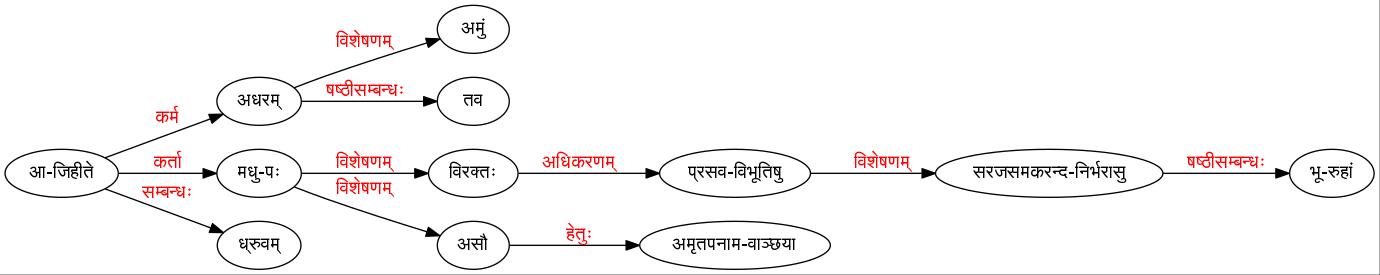 अमुं
विशेषणम्
षष्ठीसम्बन्धः
अधरम्
तव
कर्म
कर्ता
विशेषणम्
अधिकरणम्
विशेषणम्
षष्ठीसम्बन्धः
आ-जिहीते
मधु-पः
विरक्तः
प्रसव-विभूतिषु
सरजसमकरन्द-निर्भरासु
भू-रुहां
सम्बन्धः
विशेषणम्
हेतुः
ध्रुवम्
असौ
अमृतपनाम-वाञ्छया